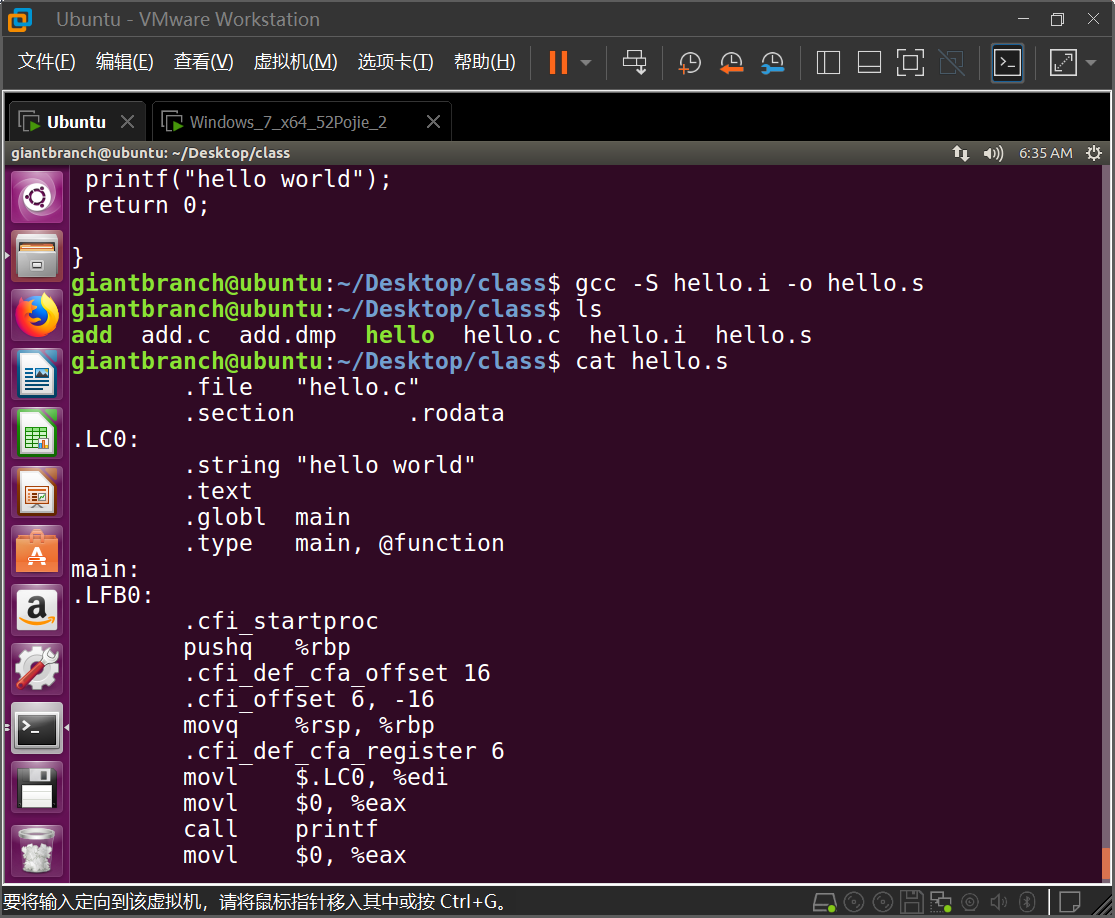 Ubuntu - VMware Workstation
文件(F) 编辑(E) 查看(V) 虚拟机(M) 选项卡(T) 帮助(H)
Ubuntu Windows_7_x64_52Pojie_2
giantbranch@ubuntu: ~/Desktop/class 6:35 AM
printf("hello world");
return 0;
}
giantbranch@ubuntu:~/Desktop/class$ gcc -S hello.i -o hello.s
giantbranch@ubuntu:~/Desktop/class$ ls
add add.c add.dmp hello hello.c hello.i hello.s
giantbranch@ubuntu:~/Desktop/class$ cat hello.s
.file "hello.c"
.section .rodata
.LC0:
.string "hello world"
.text
.globl main
.type main, @function
main:
.LFB0:
.cfi_startproc
pushq %rbp
.cfi_def_cfa_offset 16
.cfi_offset 6, -16
movq %rsp, %rbp
.cfi_def_cfa_register 6
movl $.LC0, %edi
movl $0, %eax
call printf
movl $0, %eax
要将输入定向到该虚拟机，请将鼠标指针移入其中或按 Ctrl+G。